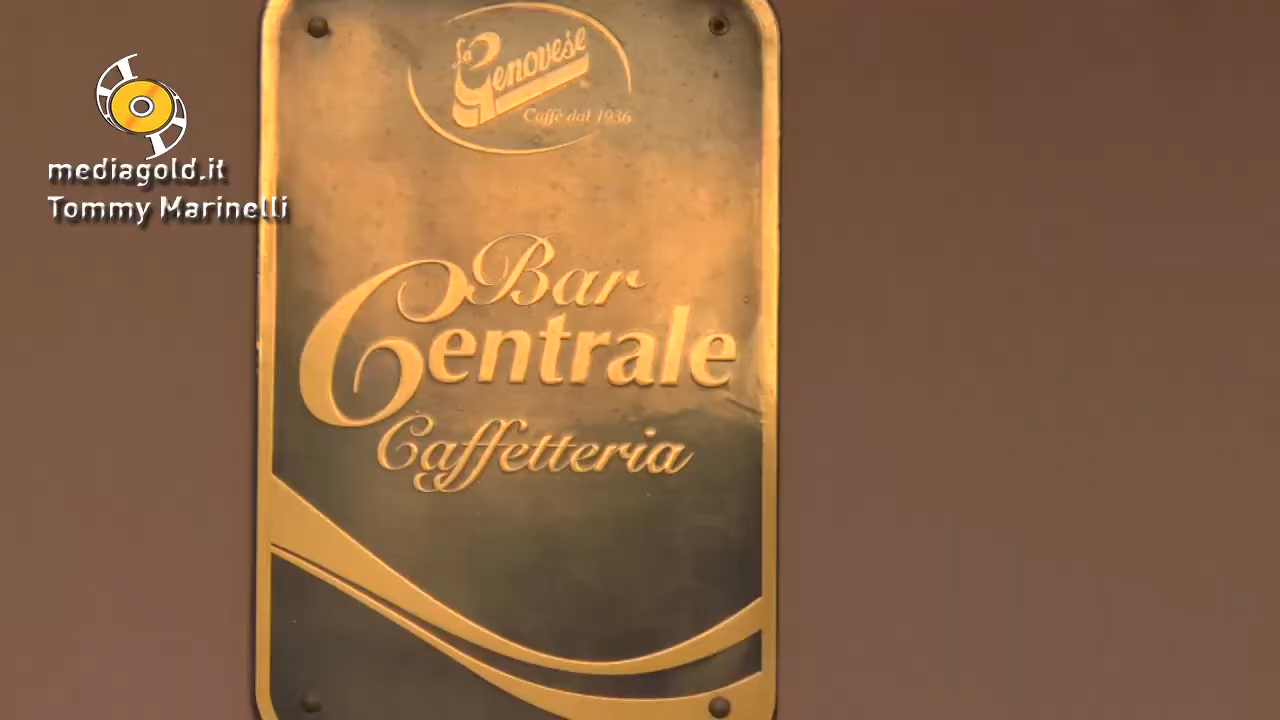 la Genovese
Caffè dal 1936
mediagold.it
Tommy Marinelli
Bar
Centrale
Caffetteria